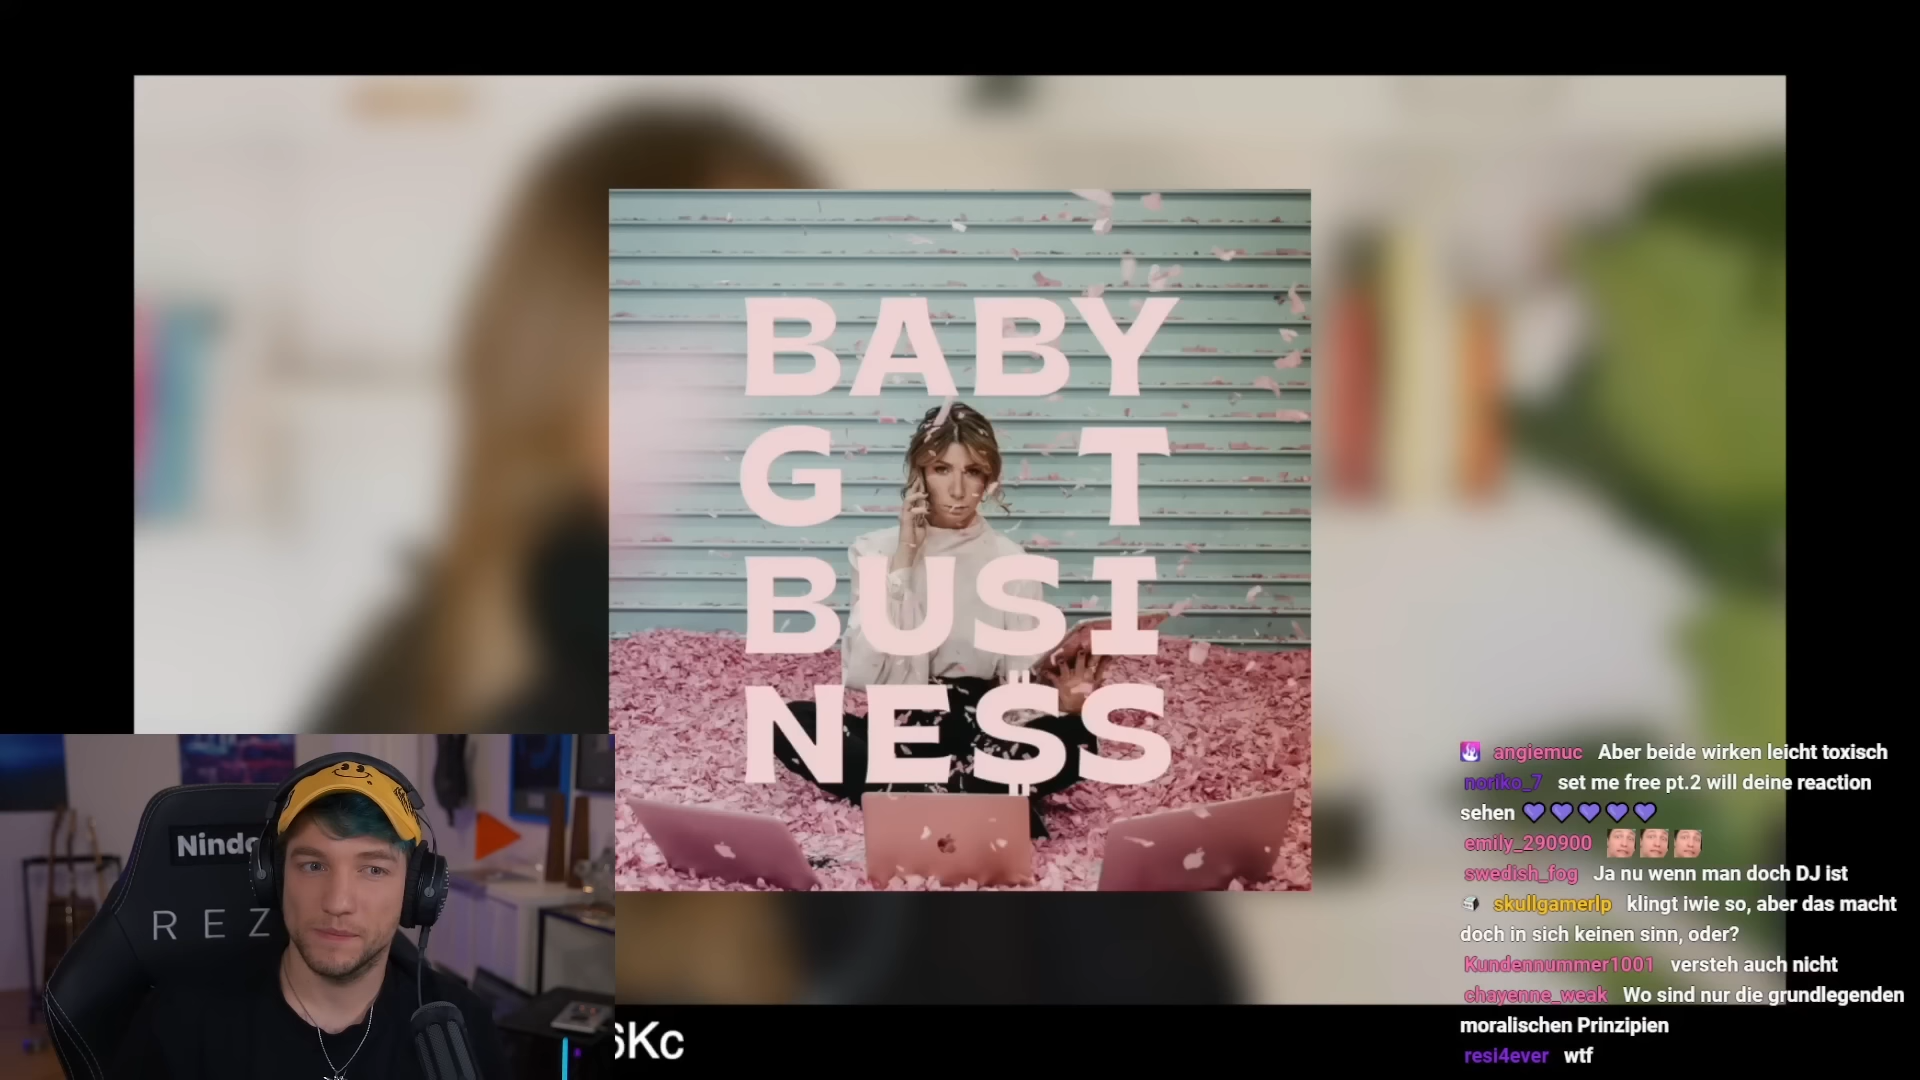 BABY
G T
BUSI
NE$S
Nindo
REZ
SKc
angiemuc Aber beide wirken leicht toxisch
noriko_7 set me free pt.2 will deine reaction
sehen 💜💜💜💜💜
emily_290900
swedish_fog Ja nu wenn man doch DJ ist
skullgamerlp klingt iwie so, aber das macht
doch in sich keinen sinn, oder?
Kundennummer1001 versteh auch nicht
chayenne_weak Wo sind nur die grundlegenden
moralischen Prinzipien
resi4ever wtf